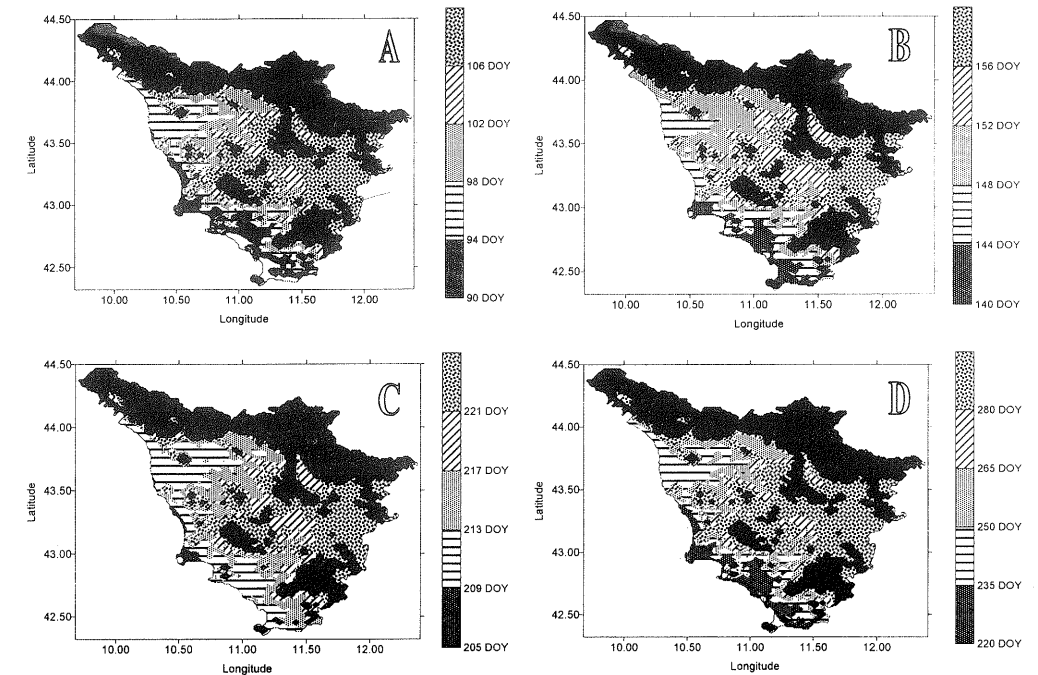 A
44.50
44.00
43.50
43.00
42.50
Latitude
10.00 10.50 11.00 11.50 12.00
Longitude
106 DOY
102 DOY
98 DOY
94 DOY
90 DOY
B
44.50
44.00
43.50
43.00
42.50
Latitude
10.00 10.50 11.00 11.50 12.00
Longitude
156 DOY
152 DOY
148 DOY
144 DOY
140 DOY
C
44.50
44.00
43.50
43.00
42.50
Latitude
10.00 10.50 11.00 11.50 12.00
Longitude
221 DOY
217 DOY
213 DOY
209 DOY
205 DOY
D
44.50
44.00
43.50
43.00
42.50
Latitude
10.00 10.50 11.00 11.50 12.00
Longitude
280 DOY
265 DOY
250 DOY
235 DOY
220 DOY